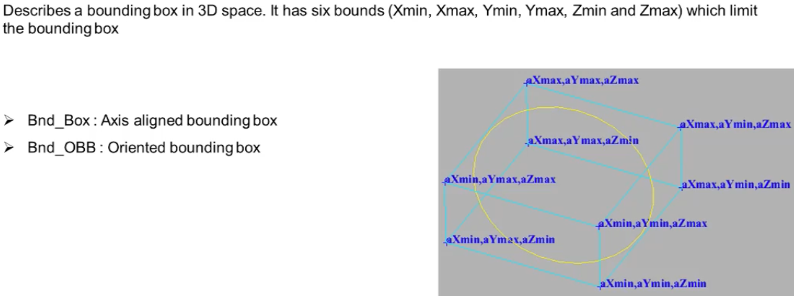 Describes a bounding box in 3D space. It has six bounds (Xmin, Xmax, Ymin, Ymax, Zmin and Zmax) which limit
the bounding box
➢ Bnd_Box : Axis aligned bounding box
➢ Bnd_OBB : Oriented bounding box
aXmax,aYmax,aZmax
aXmax,aYmin,aZmax
aXmax,aYmax,aZmin
aXmin,aYmax,aZmax
aXmax,aYmin,aZmin
aXmin,aYmin,aZmax
aXmin,aYmax,aZmin
aXmin,aYmin,aZmin